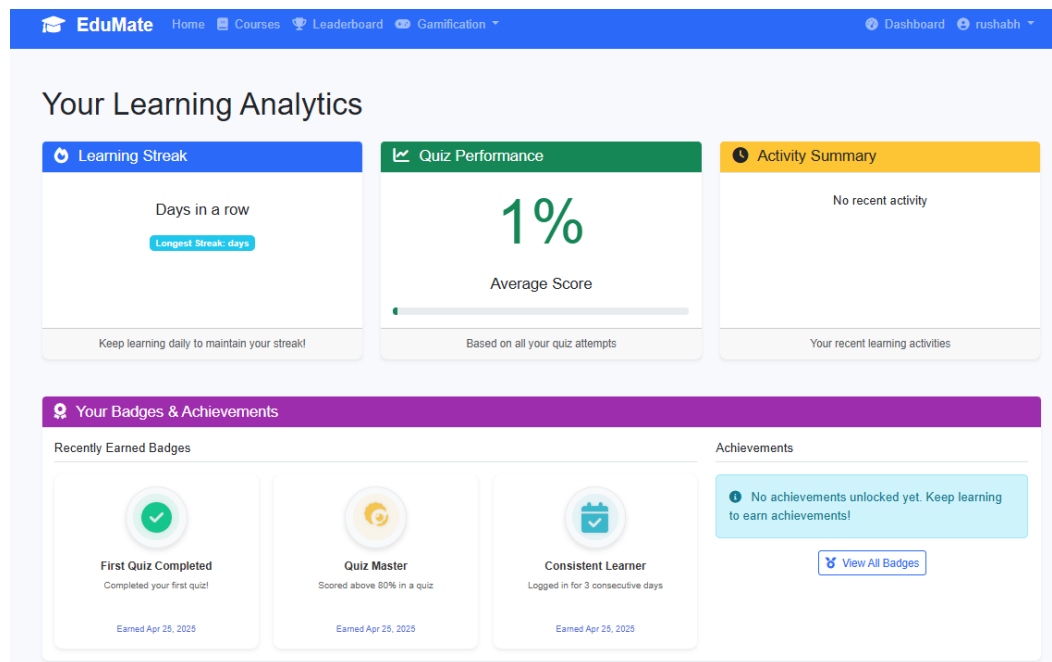 EduMate Home Courses Leaderboard Gamification Dashboard rushabh
Your Learning Analytics
Learning Streak
Days in a row
Longest Streak: days
Keep learning daily to maintain your streak!
Quiz Performance
1%
Average Score
Based on all your quiz attempts
Activity Summary
No recent activity
Your recent learning activities
Your Badges & Achievements
Recently Earned Badges
First Quiz Completed
Completed your first quiz!
Earned Apr 25, 2025
Quiz Master
Scored above 80% in a quiz
Earned Apr 25, 2025
Consistent Learner
Logged in for 3 consecutive days
Earned Apr 25, 2025
Achievements
No achievements unlocked yet. Keep learning
to earn achievements!
View All Badges